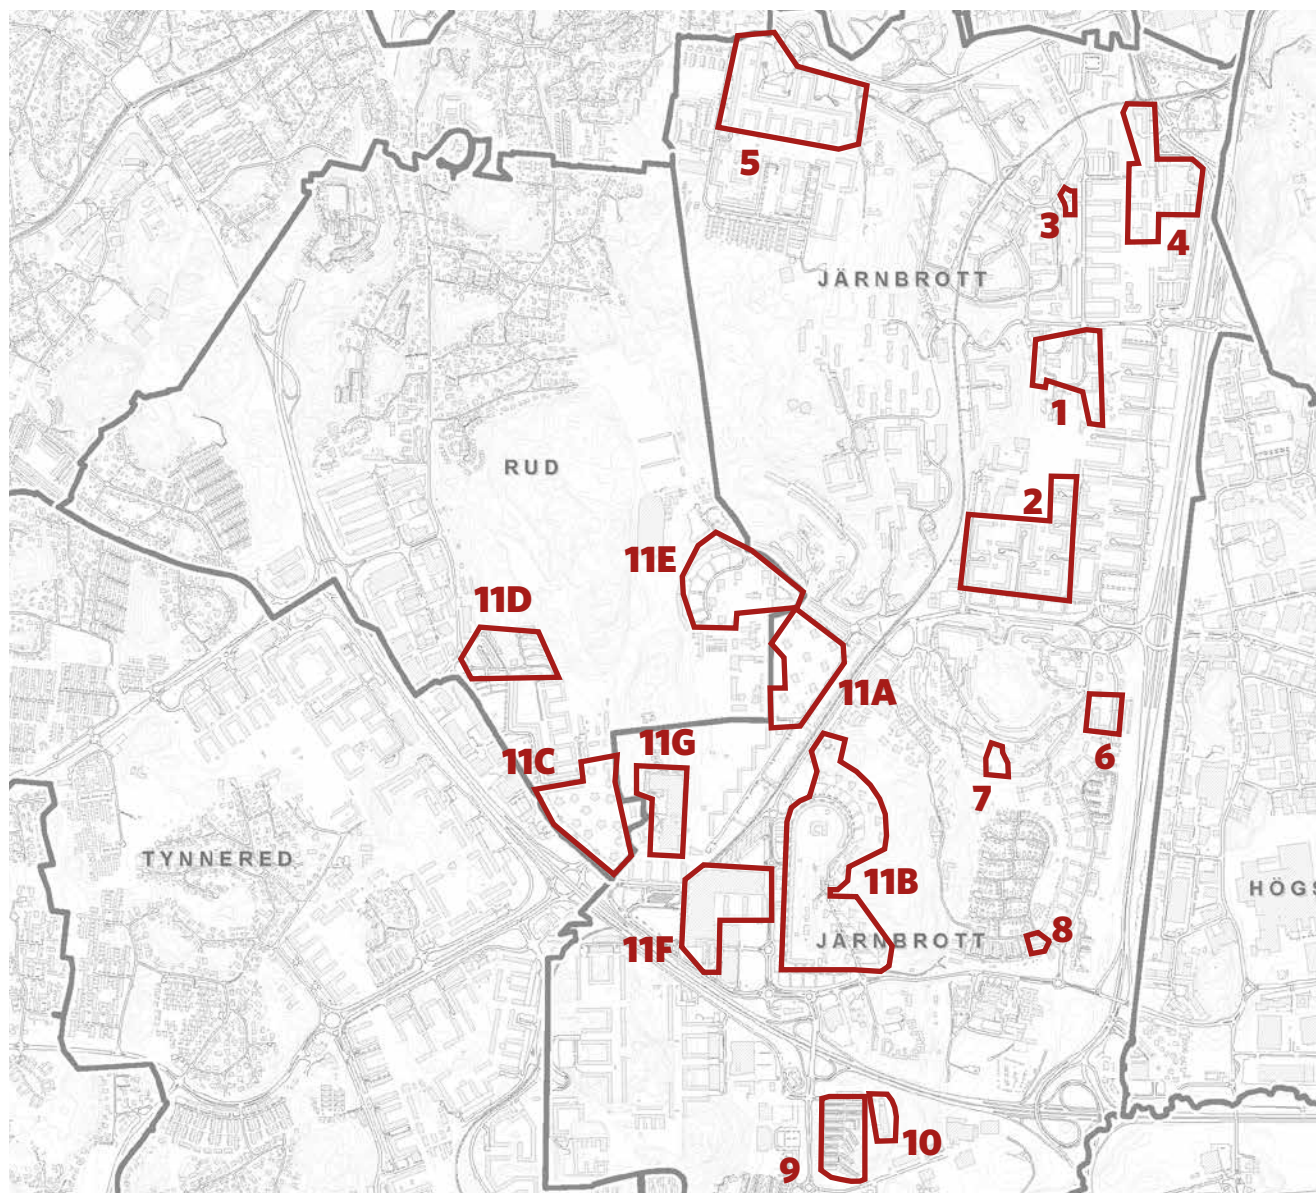 5
3
4
JÄRNBROTT
1
RUD
2
11E
11D
11A
11G
6
11C
7
TYNNERED
11B
HÖGS
8
11F
JÄRNBROTT
10
9